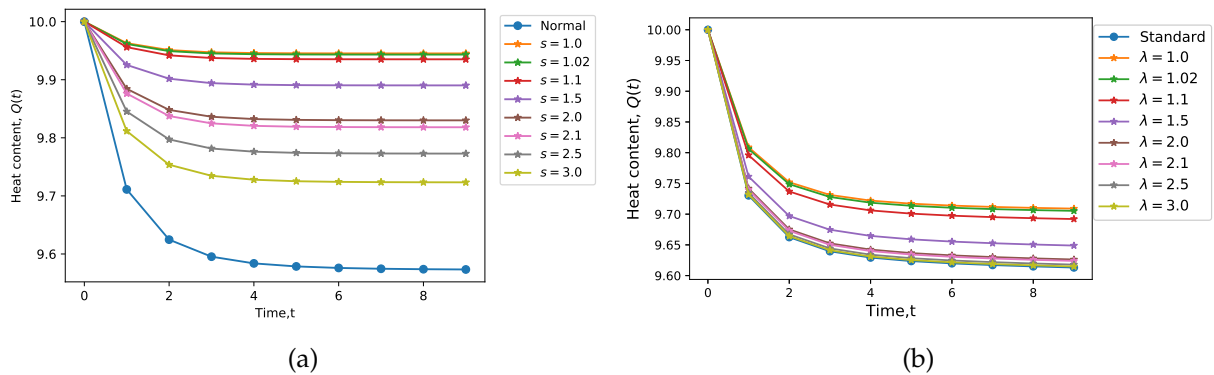 10.0
9.9
9.8
9.7
9.6
Heat content, Q(t)
0
2
4
6
8
Time,t
Normal
s = 1.0
s = 1.02
s = 1.1
s = 1.5
s = 2.0
s = 2.1
s = 2.5
s = 3.0
(a)
10.00
9.95
9.90
9.85
9.80
9.75
9.70
9.65
9.60
Heat content, Q(t)
0
2
4
6
8
Time,t
Standard
λ = 1.0
λ = 1.02
λ = 1.1
λ = 1.5
λ = 2.0
λ = 2.1
λ = 2.5
λ = 3.0
(b)